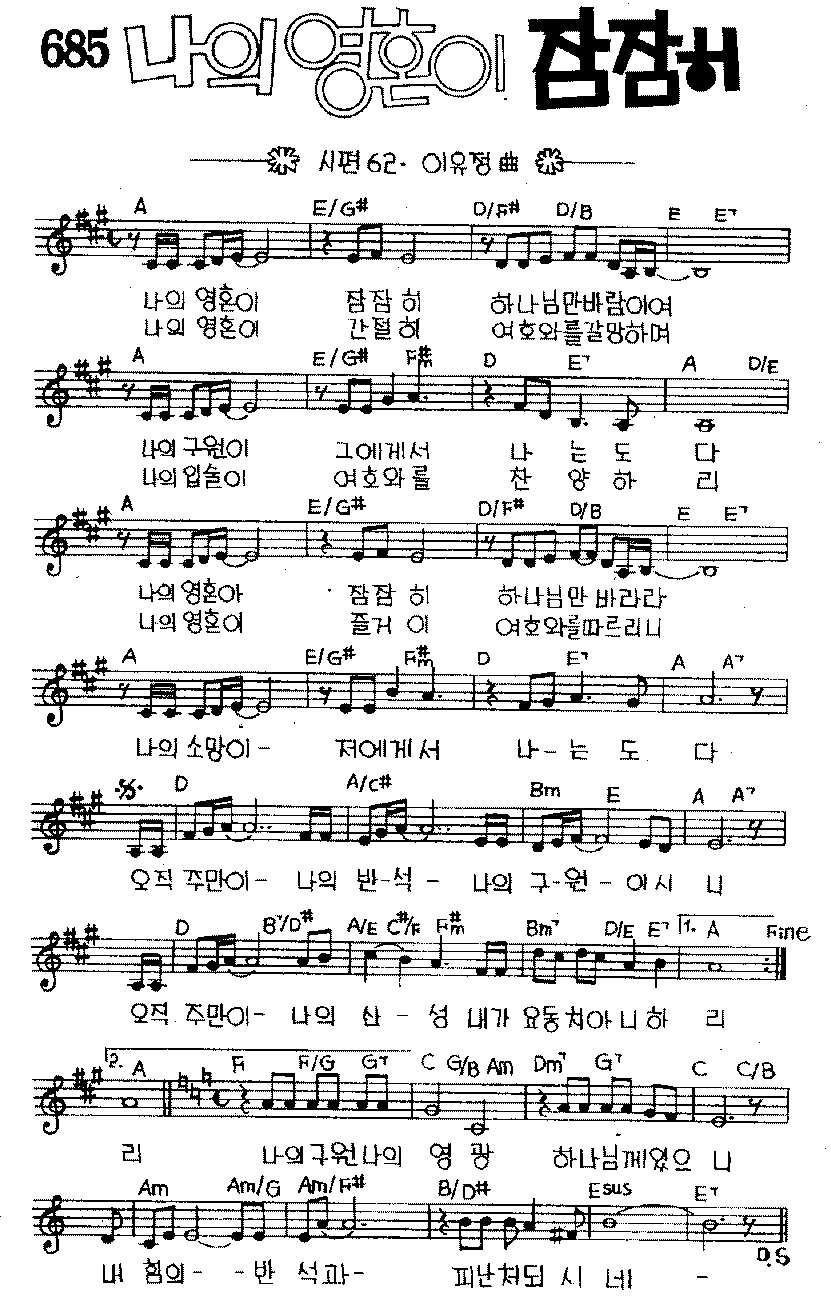 685 나의 영혼이 잠잠히
시편 62. 이유정 曲
A E/G# D/F# D/B E E7
나의 영혼이 잠잠히 하나님만바람이여
나의 영혼이 간절히 여호와를갈망하며
A E/G# F#m D E7 A D/E
나의구원이 그에게서 나는도다
나의입술이 여호와를 찬양하리
A E/G# D/F# D/B E E7
나의영혼아 잠잠히 하나님만 바라라
나의영혼이 즐거이 여호와를따르리니
A E/G# F#m D E7 A A7
나의소망이- 저에게서 나-는도다
D A/C# Bm E A A7
오직 주만이- 나의 반-석- 나의 구-원-이시니
D B7/D# A/E C#/F F#m Bm7 D/E E7 1. A Fine
오직 주만이- 나의 산-성 내가 요동치아니하리
2. A F F/G G7 C G/B Am Dm7 G7 C C/B
리 나의구원나의 영광 하나님께있으니
Am Am/G Am/F# B/D# Esus E7
D.S
내 힘의--반석과- 피난처되시네-